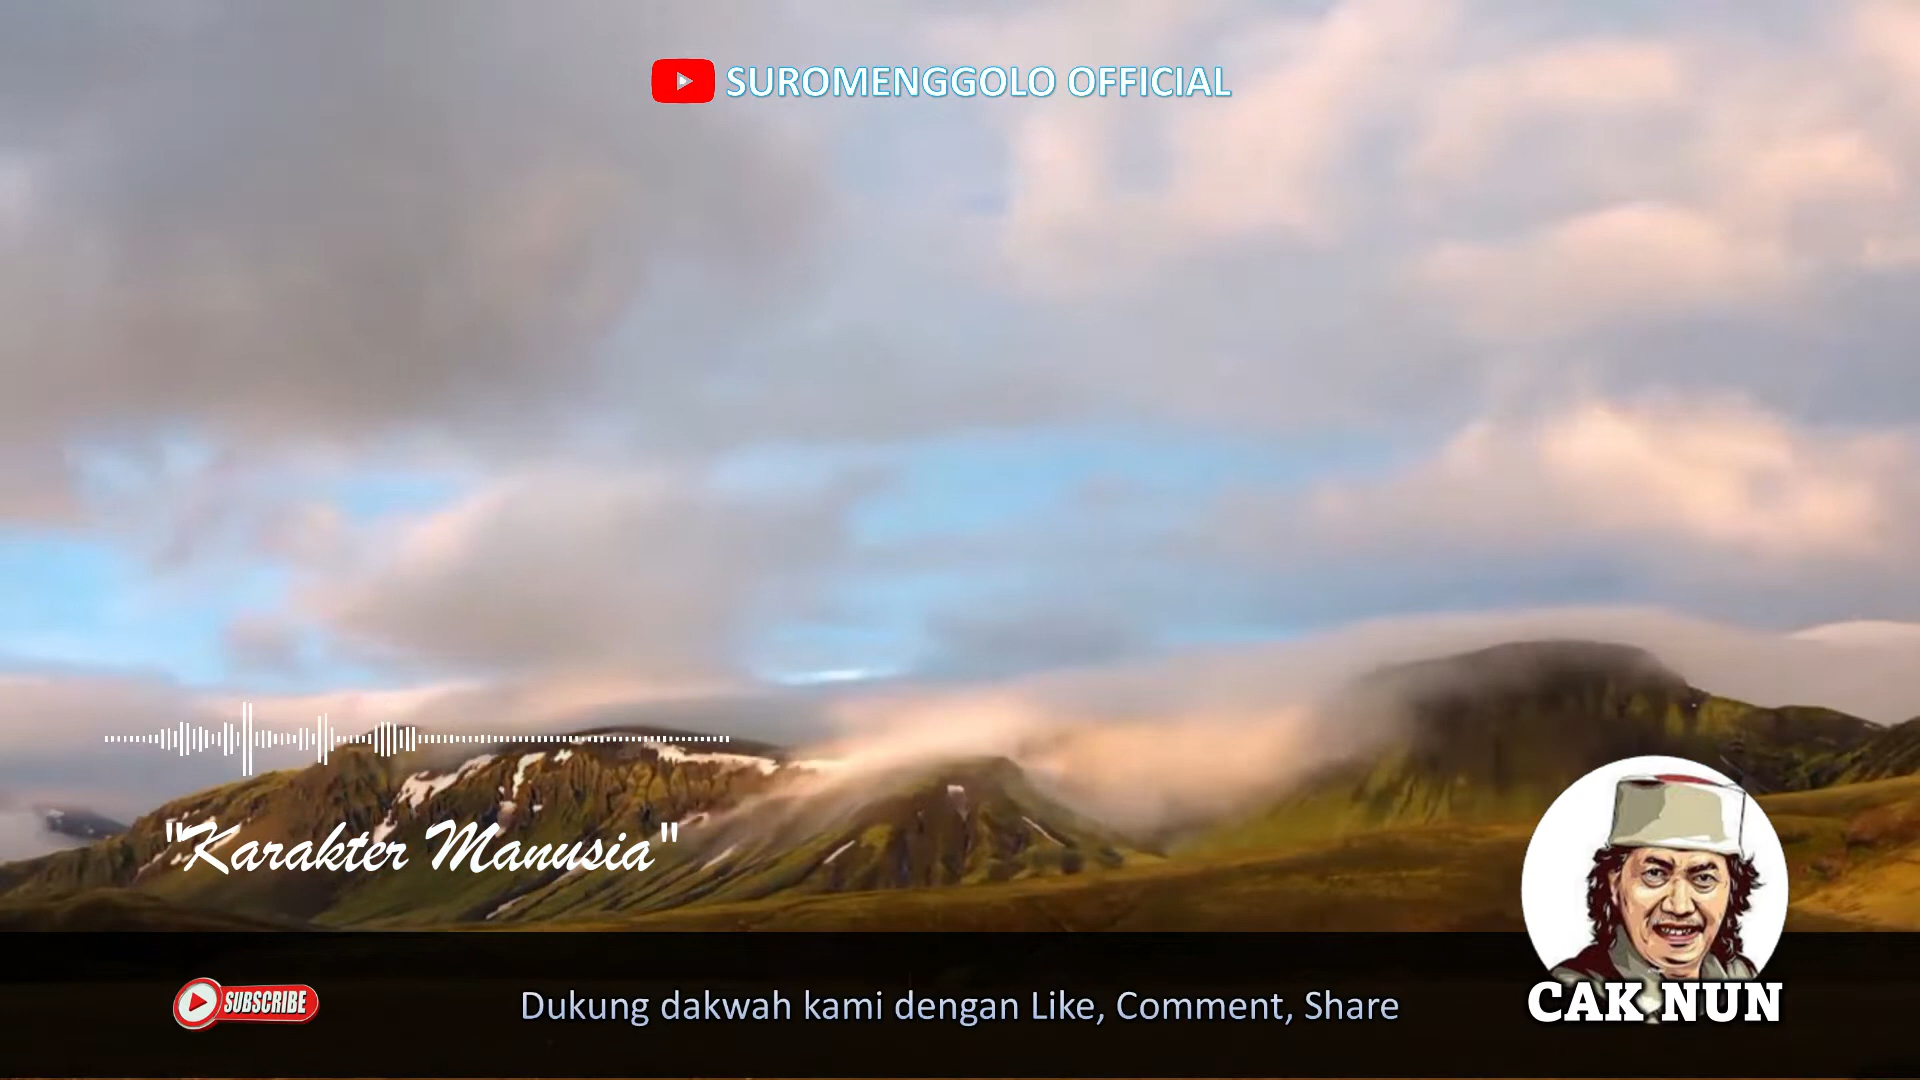 SUROMENGGOLO OFFICIAL
"Karakter Manusia"
SUBSCRIBE
Dukung dakwah kami dengan Like, Comment, Share
CAK NUN